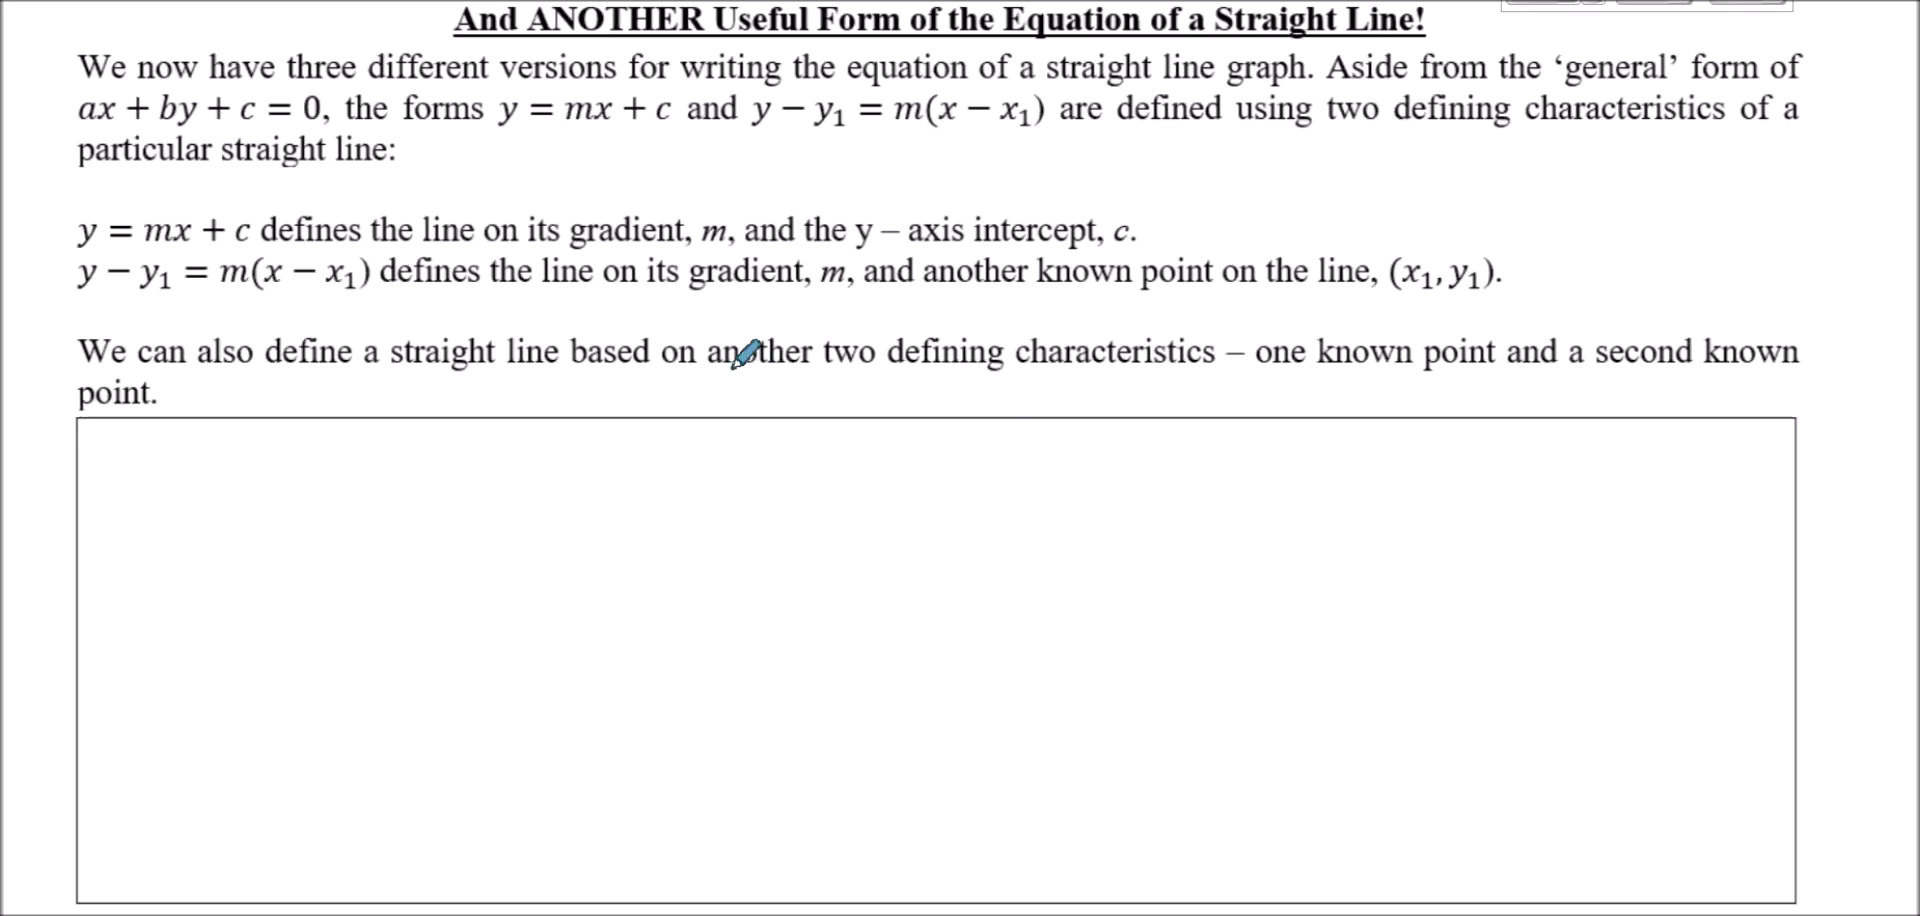 And ANOTHER Useful Form of the Equation of a Straight Line!
We now have three different versions for writing the equation of a straight line graph. Aside from the ‘general’ form of
ax + by + c = 0, the forms y = mx + c and y − y₁ = m(x − x₁) are defined using two defining characteristics of a
particular straight line:
y = mx + c defines the line on its gradient, m, and the y – axis intercept, c.
y − y₁ = m(x − x₁) defines the line on its gradient, m, and another known point on the line, (x₁, y₁).
We can also define a straight line based on another two defining characteristics – one known point and a second known
point.